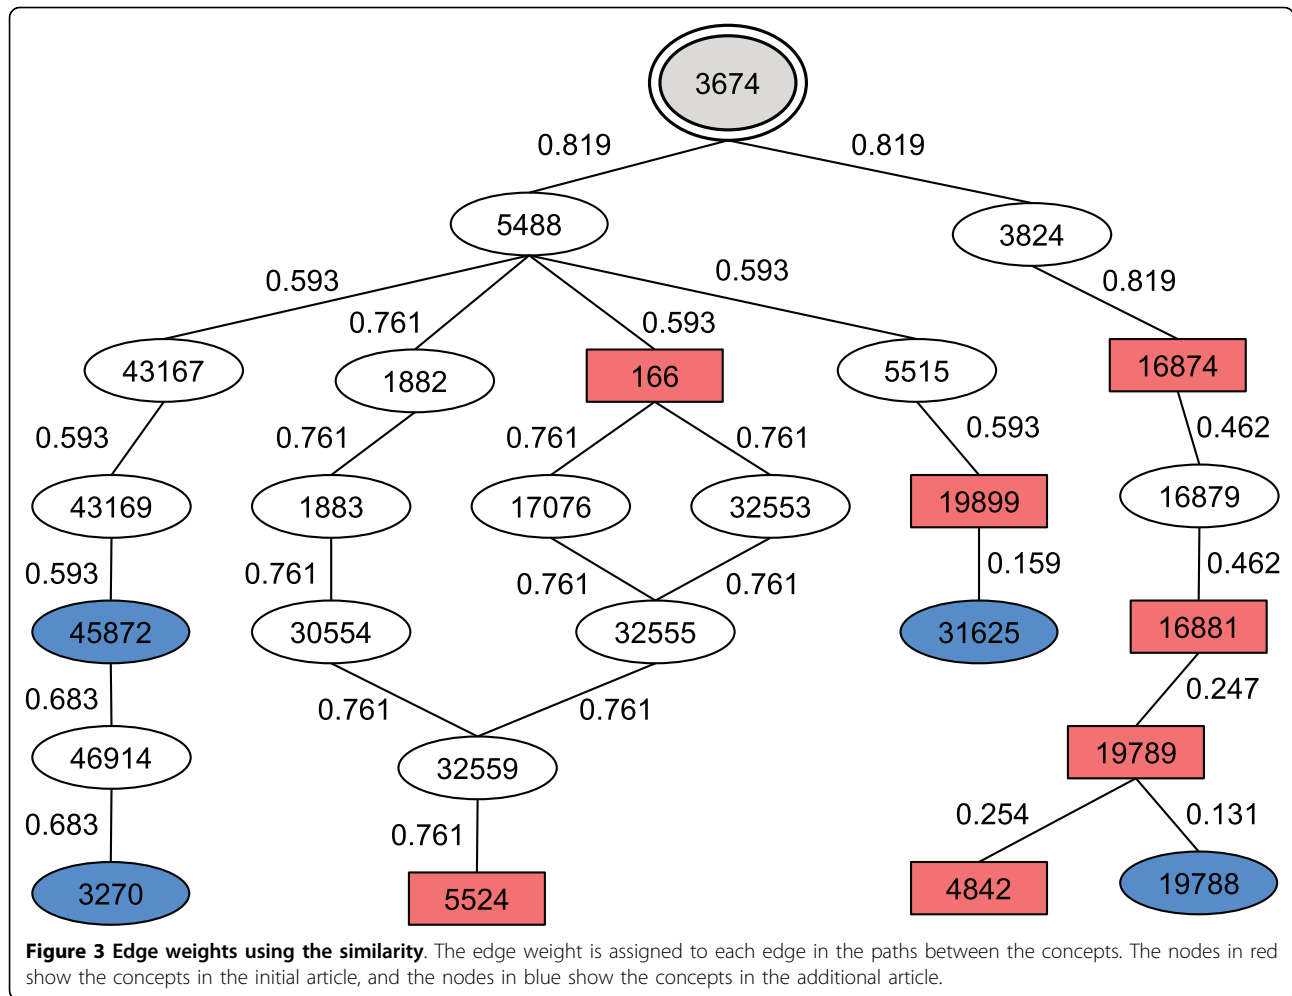 3674
0.819 0.819
5488 3824
0.593 0.761 0.593 0.593 0.819
43167 1882 166 5515 16874
0.593 0.761 0.761 0.761 0.593 0.462
43169 1883 17076 32553 19899 16879
0.593 0.761 0.761 0.761 0.159 0.462
45872 30554 32555 31625 16881
0.683 0.761 0.761 0.247
46914 32559 19789
0.683 0.761 0.254 0.131
3270 5524 4842 19788
Figure 3 Edge weights using the similarity. The edge weight is assigned to each edge in the paths between the concepts. The nodes in red
show the concepts in the initial article, and the nodes in blue show the concepts in the additional article.